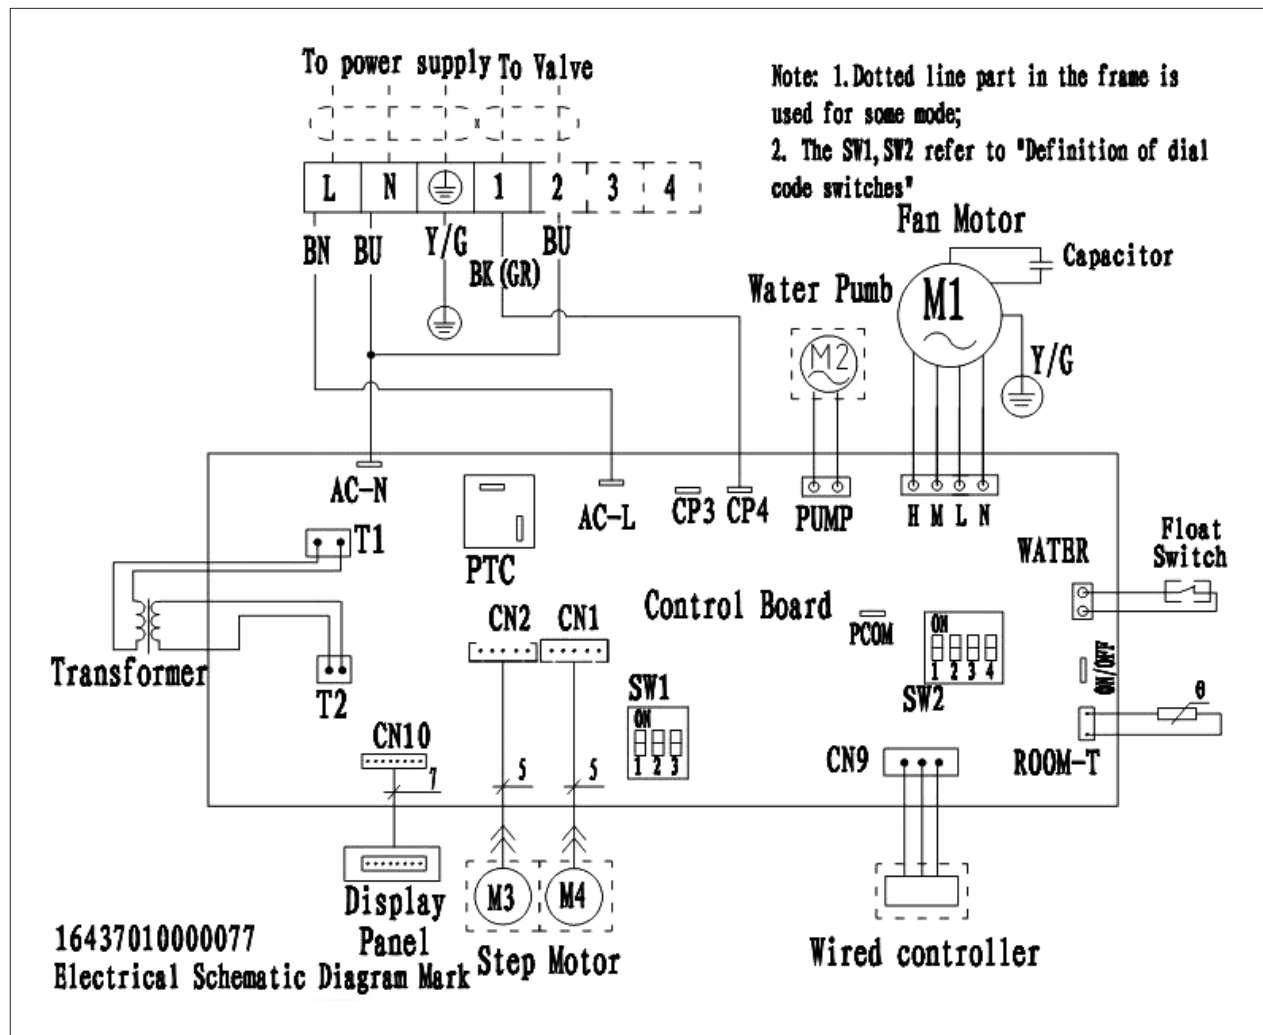 To power supply To Valve
Note: 1.Dotted line part in the frame is
used for some mode;
2. The SW1,SW2 refer to "Definition of dial
code switches"
L N 1 2 3 4
BN BU Y/G BK(GR) BU
Fan Motor
Capacitor
Water Pumb
M1
M2
Y/G
AC-N
AC-L
CP3 CP4
PUMP
H M L N
T1
PTC
WATER
Float
Switch
CN2 CN1
Control Board
PCOM
ON
1 2 3 4
SW2
ON/OFF
Transformer
T2
SW1
ON
1 2 3
θ
CN10
CN9
ROOM-T
7
5
5
M3
M4
Display
Panel
Step Motor
Wired controller
16437010000077
Electrical Schematic Diagram Mark